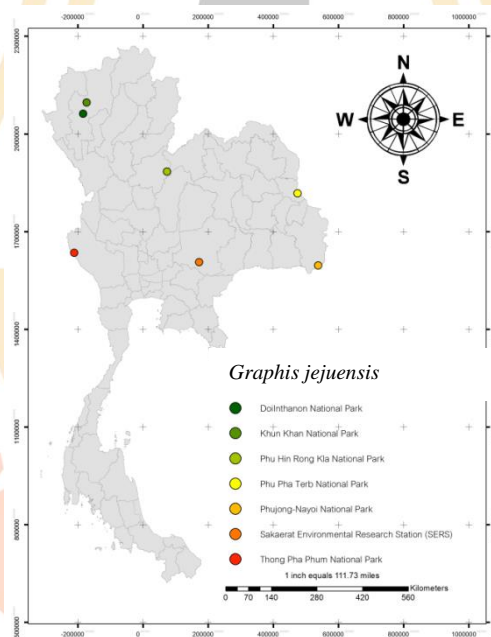 -200000 0 200000 400000 600000 800000 1000000
2300000
2000000
1700000
1400000
1100000
800000
500000
N
W E
S
Graphis jejuensis
DoiInthanon National Park
Khun Khan National Park
Phu Hin Rong Kla National Park
Phu Pha Terb National Park
Phujong-Nayoi National Park
Sakaerat Environmental Research Station (SERS)
Thong Pha Phum National Park
1 inch equals 111.73 miles
Kilometers
0 70 140 280 420 560
-200000 0 200000 400000 600000 800000 1000000